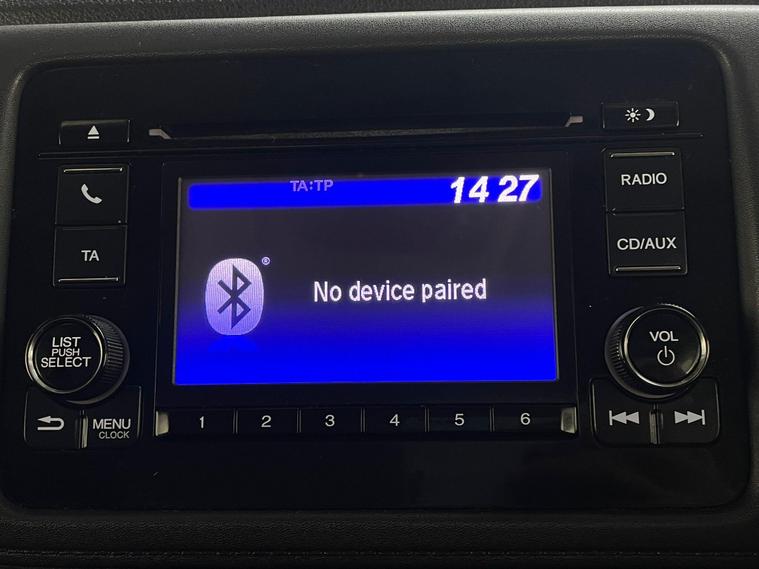 TA:TP
14 27
No device paired
®
TA
LIST
PUSH
SELECT
MENU
CLOCK
1 2 3 4 5 6
RADIO
CD/AUX
VOL